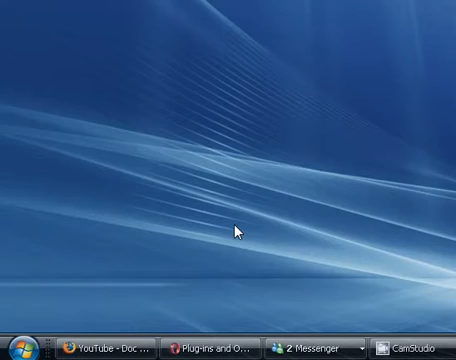 YouTube - Doc ...
Plug-ins and O...
2 Messenger
CamStudio